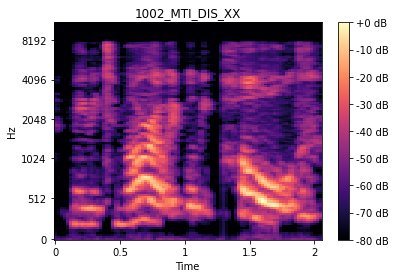 1002_MTI_DIS_XX
+0 dB
8192
-10 dB
4096
-20 dB
-30 dB
2048
Hz
-40 dB
1024
-50 dB
512
-60 dB
-70 dB
0
-80 dB
0
0.5
1
1.5
2
Time